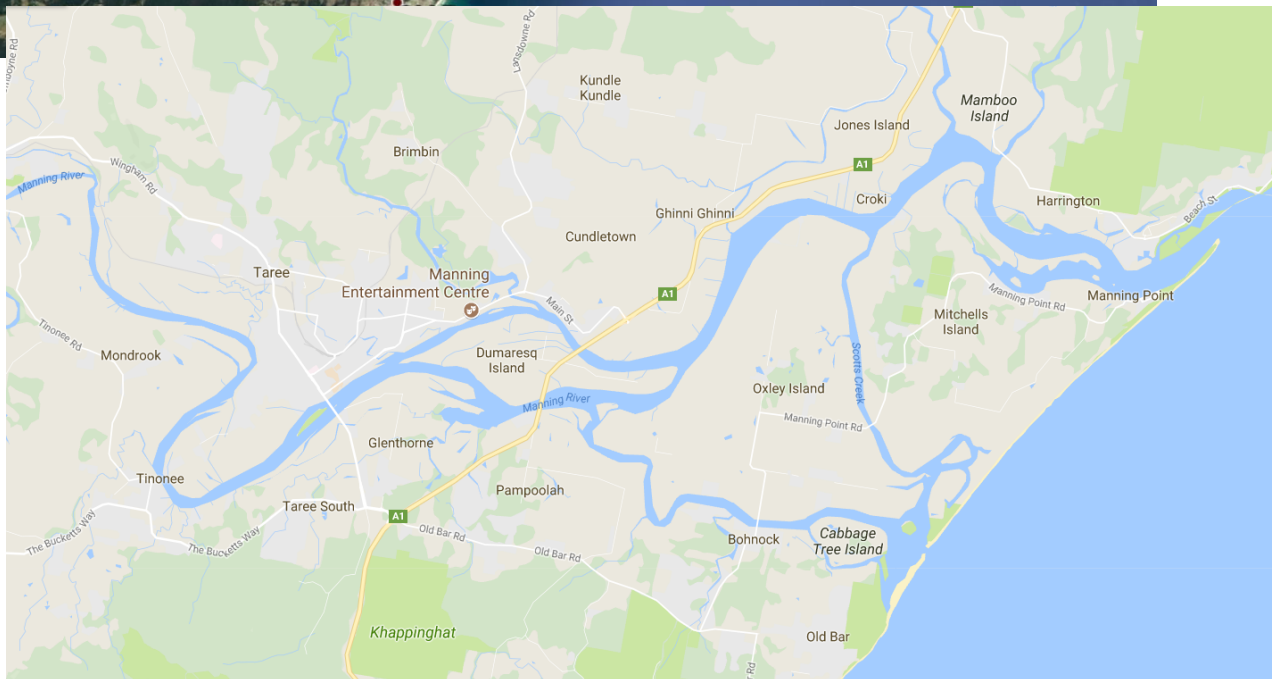 Lansdowne Rd
Kundle
Kundle
Mamboo
Island
Jones Island
Brimbin
A1
Wingham Rd
Manning River
Croki
Harrington
Beach St
Ghinni Ghinni
Cundletown
Taree
Manning
Entertainment Centre
A1
Main St
Manning Point Rd
Manning Point
Mitchells
Island
Tinonee Rd
Mondrook
Dumaresq
Island
Scotts Creek
Oxley Island
Manning River
Manning Point Rd
Glenthorne
Tinonee
Pampoolah
Taree South
A1
The Bucketts Way
The Bucketts Way
Old Bar Rd
Old Bar Rd
Bohnock
Cabbage
Tree Island
Khappinghat
Old Bar